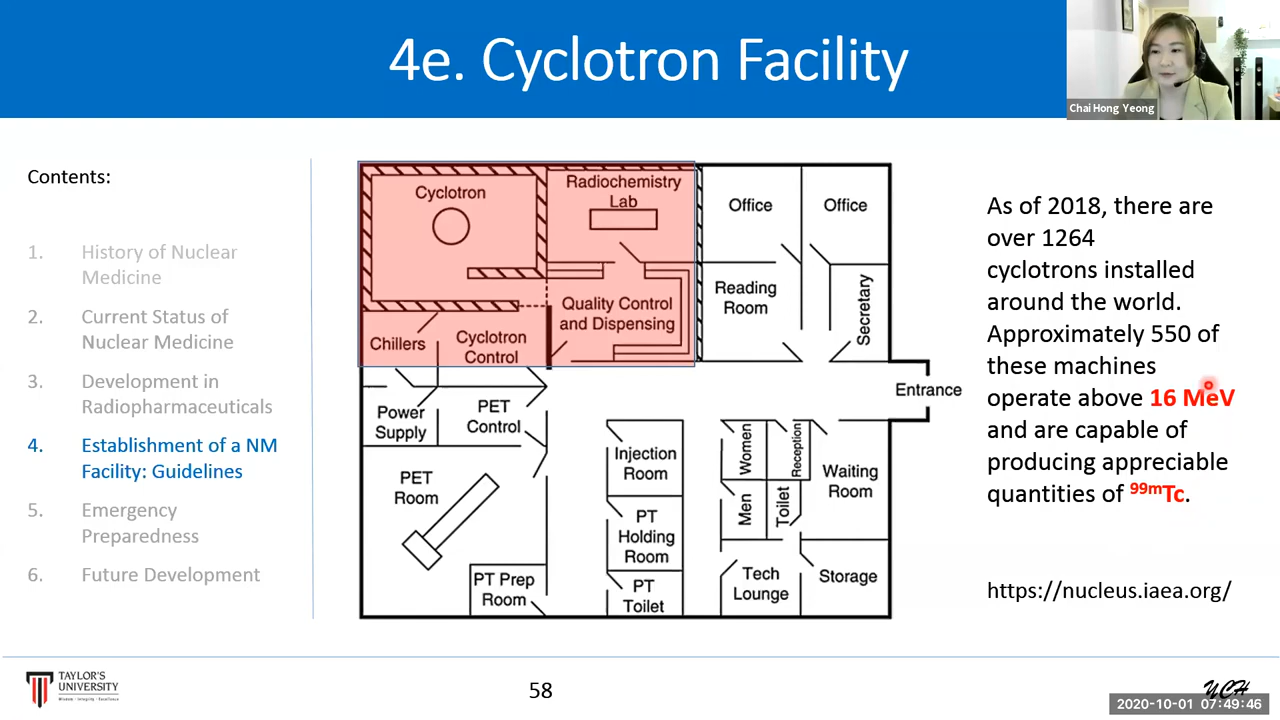 4e. Cyclotron Facility
Chai Hong Yeong
Contents:
1. History of Nuclear
Medicine
2. Current Status of
Nuclear Medicine
3. Development in
Radiopharmaceuticals
4. Establishment of a NM
Facility: Guidelines
5. Emergency
Preparedness
6. Future Development
Cyclotron
Radiochemistry
Lab
Office
Office
Quality Control
and Dispensing
Reading
Room
Secretary
Chillers
Cyclotron
Control
Entrance
Power
Supply
PET
Control
PET
Room
Injection
Room
Women
Reception
Waiting
Room
PT
Holding
Room
Men
Toilet
PT Prep
Room
PT
Toilet
Tech
Lounge
Storage
As of 2018, there are
over 1264
cyclotrons installed
around the world.
Approximately 550 of
these machines
operate above 16 MeV
and are capable of
producing appreciable
quantities of ⁹⁹ᵐTc.
https://nucleus.iaea.org/
TAYLOR'S
UNIVERSITY
Wisdom · Integrity · Excellence
58
YCH
2020-10-01 07:49:46